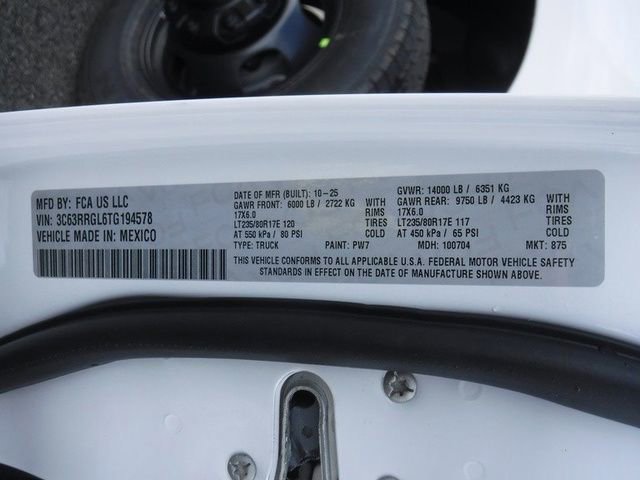 MFD BY: FCA US LLC
VIN: 3C63RRGL6TG194578
VEHICLE MADE IN: MEXICO
DATE OF MFR (BUILT): 10-25
GAWR FRONT: 6000 LB / 2722 KG WITH
17X6.0 RIMS
LT235/80R17E 120 TIRES
AT 550 kPa / 80 PSI COLD
GVWR: 14000 LB / 6351 KG
GAWR REAR: 9750 LB / 4423 KG WITH
17X6.0 RIMS
LT235/80R17E 117 TIRES
AT 450 kPa / 65 PSI COLD
TYPE: TRUCK PAINT: PW7 MDH: 100704 MKT: 875
THIS VEHICLE CONFORMS TO ALL APPLICABLE U.S.A. FEDERAL MOTOR VEHICLE SAFETY
STANDARDS IN EFFECT ON THE DATE OF MANUFACTURE SHOWN ABOVE.